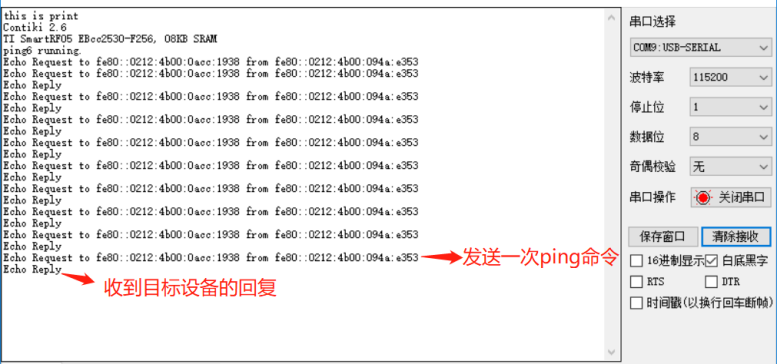 this is print
Contiki 2.6
TI SmartRF05 EBcc2530-F256, 08KB SRAM
ping6 running.
Echo Request to fe80::0212:4b00:0acc:1938 from fe80::0212:4b00:094a:e353
Echo Request to fe80::0212:4b00:0acc:1938 from fe80::0212:4b00:094a:e353
Echo Reply
Echo Request to fe80::0212:4b00:0acc:1938 from fe80::0212:4b00:094a:e353
Echo Reply
Echo Request to fe80::0212:4b00:0acc:1938 from fe80::0212:4b00:094a:e353
Echo Reply
Echo Request to fe80::0212:4b00:0acc:1938 from fe80::0212:4b00:094a:e353
Echo Reply
Echo Request to fe80::0212:4b00:0acc:1938 from fe80::0212:4b00:094a:e353
Echo Reply
Echo Request to fe80::0212:4b00:0acc:1938 from fe80::0212:4b00:094a:e353
Echo Reply
Echo Request to fe80::0212:4b00:0acc:1938 from fe80::0212:4b00:094a:e353
Echo Reply
Echo Request to fe80::0212:4b00:0acc:1938 from fe80::0212:4b00:094a:e353
Echo Reply
Echo Request to fe80::0212:4b00:0acc:1938 from fe80::0212:4b00:094a:e353
发送一次ping命令
Echo Reply
收到目标设备的回复
串口选择
COM9:USB-SERIAL
波特率 115200
停止位 1
数据位 8
奇偶校验 无
串口操作 关闭串口
保存窗口 清除接收
16进制显示 白底黑字
RTS DTR
时间戳(以换行回车断帧)